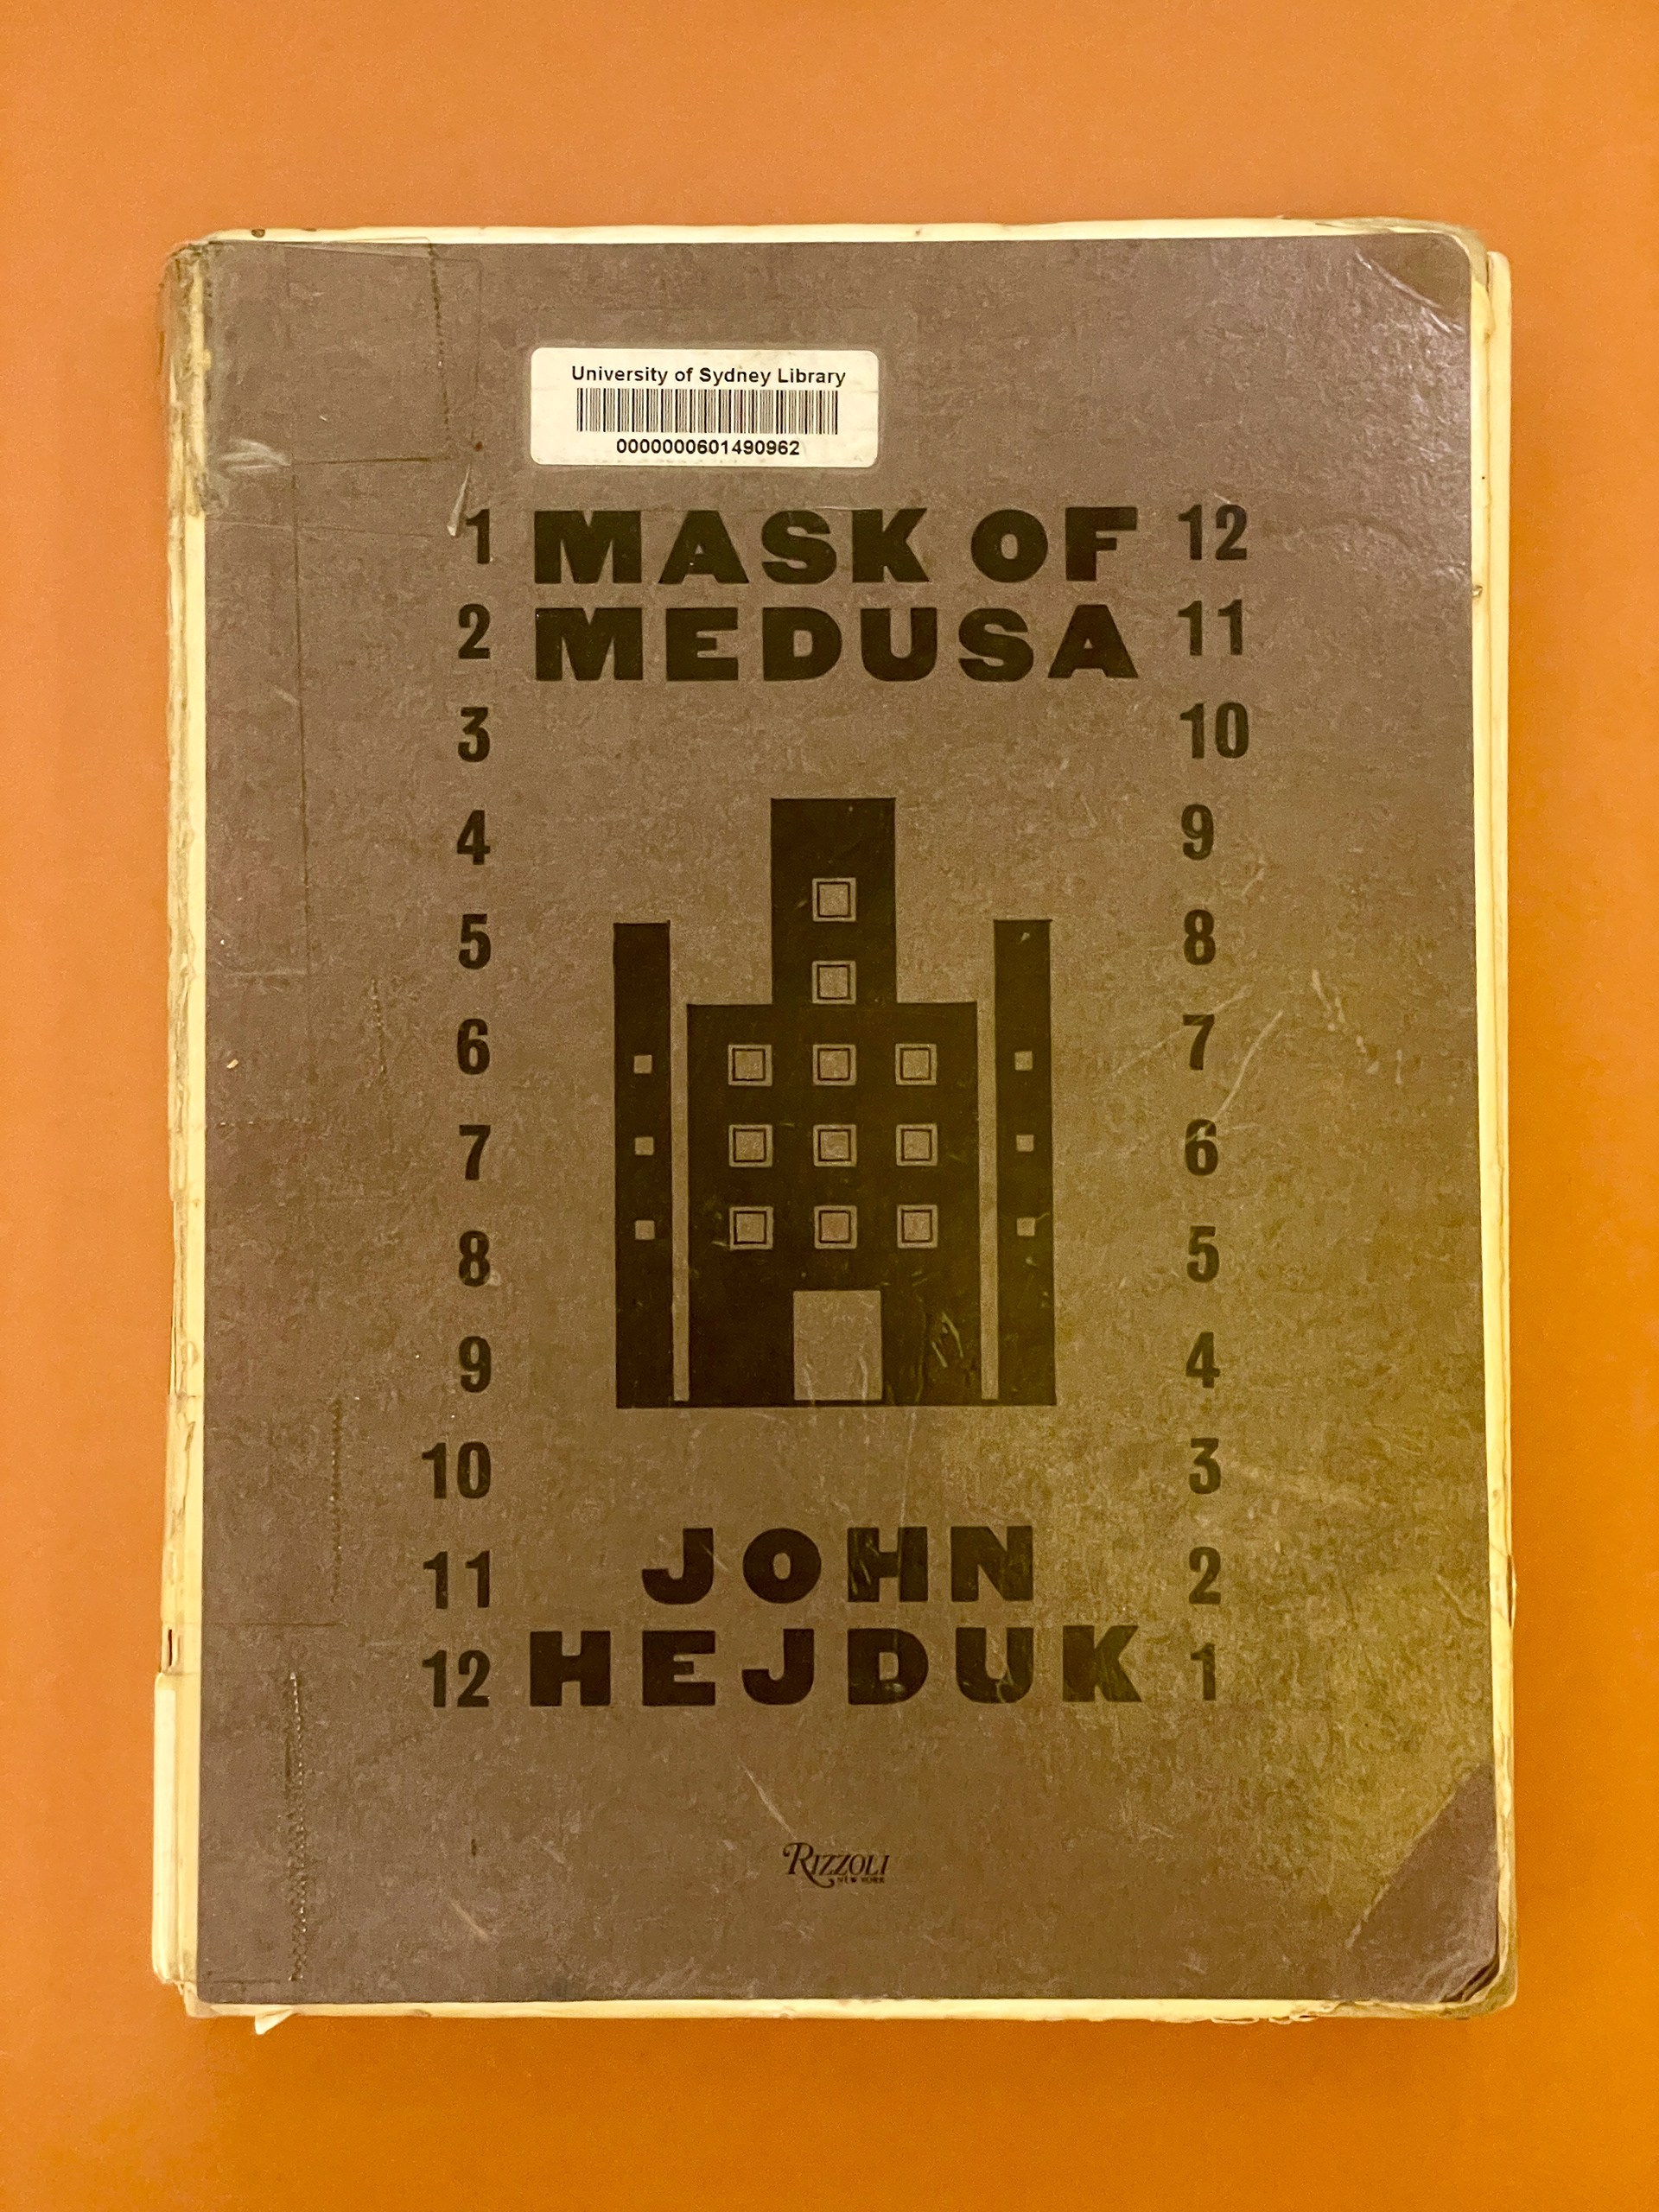 University of Sydney Library
0000000601490962
1 MASK OF 12
2 MEDUSA 11
3 10
4 9
5 8
6 7
7 6
8 5
9 4
10 3
11 JOHN 2
12 HEJDUK 1
RIZZOLI
NEW YORK